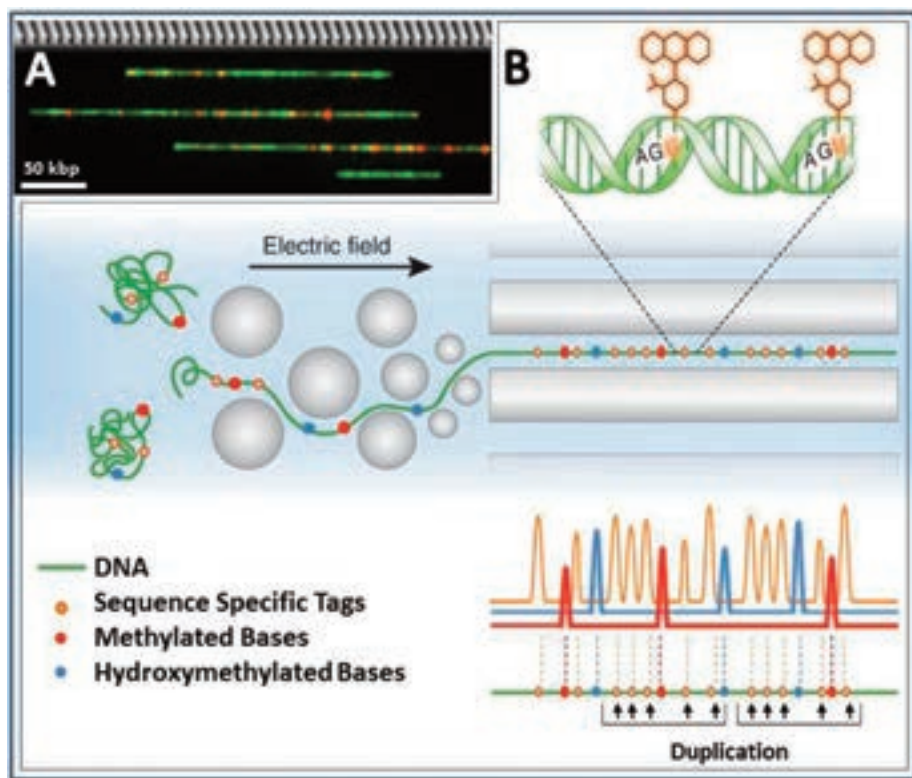 A
50 kbp
B
AG
AG
Electric field
DNA
Sequence Specific Tags
Methylated Bases
Hydroxymethylated Bases
Duplication